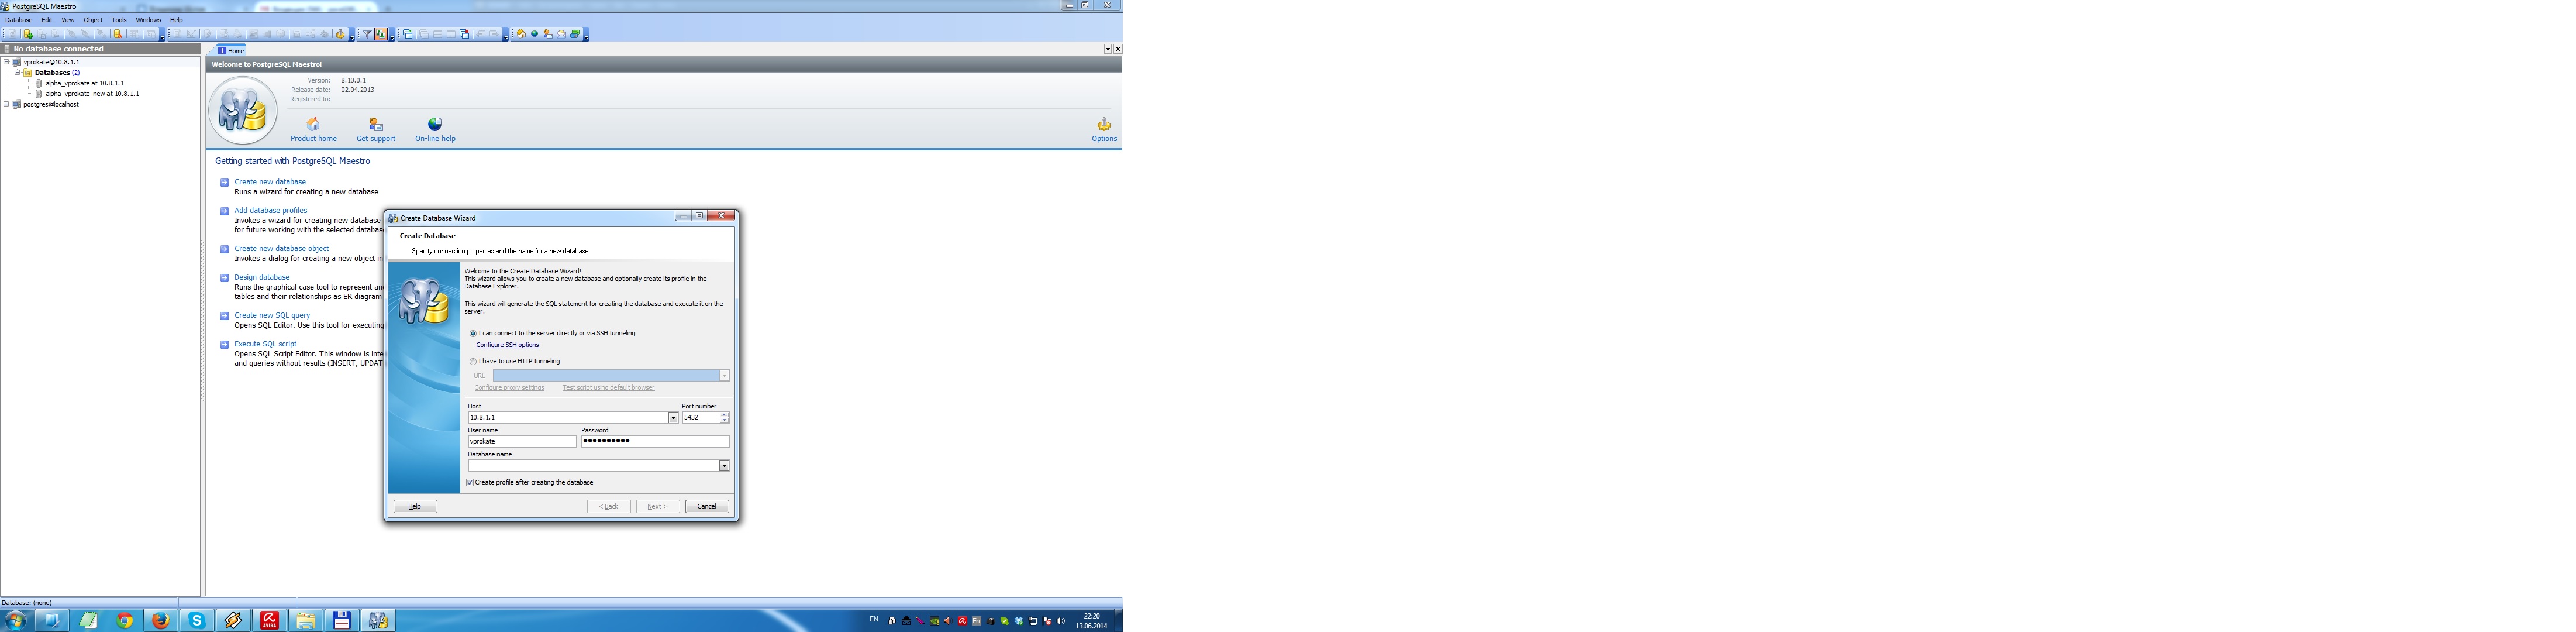 PostgreSQL Maestro
Database Edit View Object Tools Windows Help
No database connected
1 Home
vprokate@10.8.1.1
Databases (2)
alpha_vprokate at 10.8.1.1
alpha_vprokate_new at 10.8.1.1
postgres@localhost
Welcome to PostgreSQL Maestro!
Version: 8.10.0.1
Release date: 02.04.2013
Registered to:
Product home Get support On-line help Options
Getting started with PostgreSQL Maestro
Create new database
Runs a wizard for creating a new database
Add database profiles
Invokes a wizard for creating new database
for future working with the selected databas
Create new database object
Invokes a dialog for creating a new object in
Design database
Runs the graphical case tool to represent an
tables and their relationships as ER diagram
Create new SQL query
Opens SQL Editor. Use this tool for executing
Execute SQL script
Opens SQL Script Editor. This window is inte
and queries without results (INSERT, UPDAT
Create Database Wizard
Create Database
Specify connection properties and the name for a new database
Welcome to the Create Database Wizard!
This wizard allows you to create a new database and optionally create its profile in the
Database Explorer.
This wizard will generate the SQL statement for creating the database and execute it on the
server.
I can connect to the server directly or via SSH tunneling
Configure SSH options
I have to use HTTP tunneling
URL
Configure proxy settings Test script using default browser
Host Port number
10.8.1.1 5432
User name Password
vprokate ●●●●●●●●●●
Database name
Create profile after creating the database
Help < Back Next > Cancel
Database: (none)
AVIRA
EN En
22:20
13.06.2014